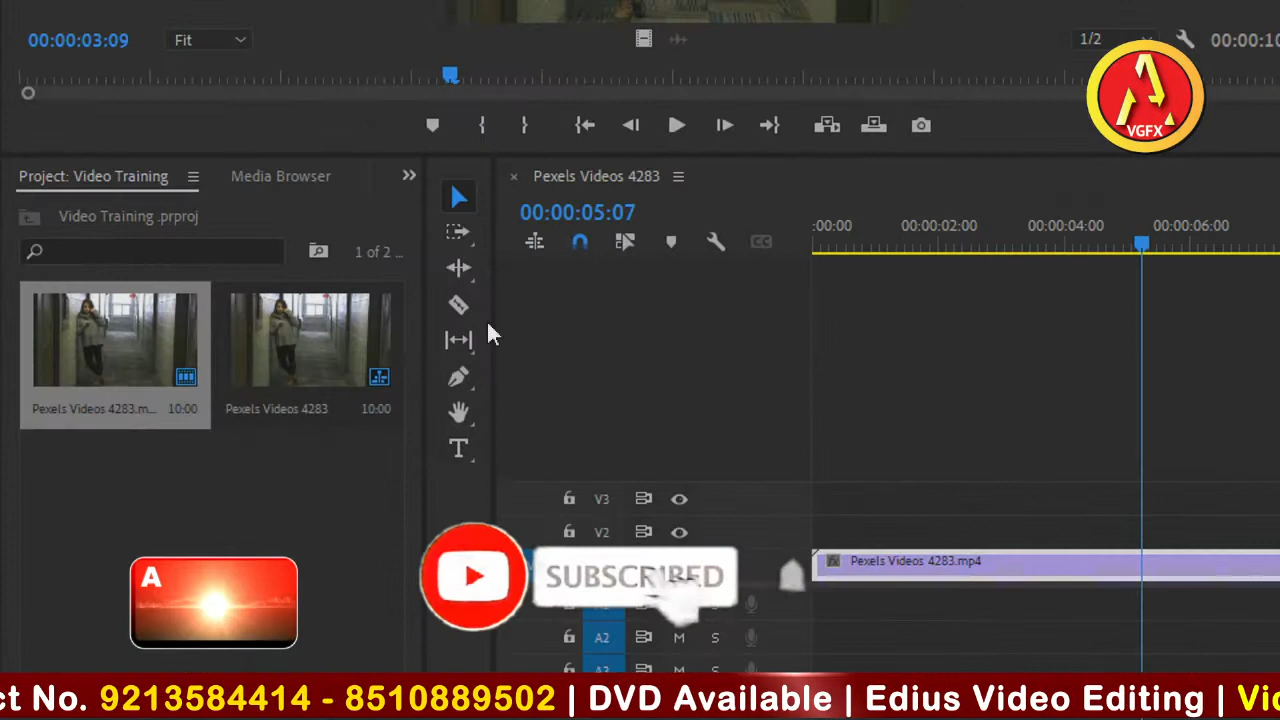 00:00:03:09
Fit
1/2
00:00:10
VGFX
Project: Video Training
Media Browser
Pexels Videos 4283
Video Training .prproj
00:00:05:07
1 of 2 ...
:00:00
00:00:02:00
00:00:04:00
00:00:06:00
CC
Pexels Videos 4283.m...
10:00
Pexels Videos 4283
10:00
T
V3
V2
fx
Pexels Videos 4283.mp4
A
SUBSCRIBED
A2
M
S
A3
ct No. 9213584414 - 8510889502 | DVD Available | Edius Video Editing | Vi